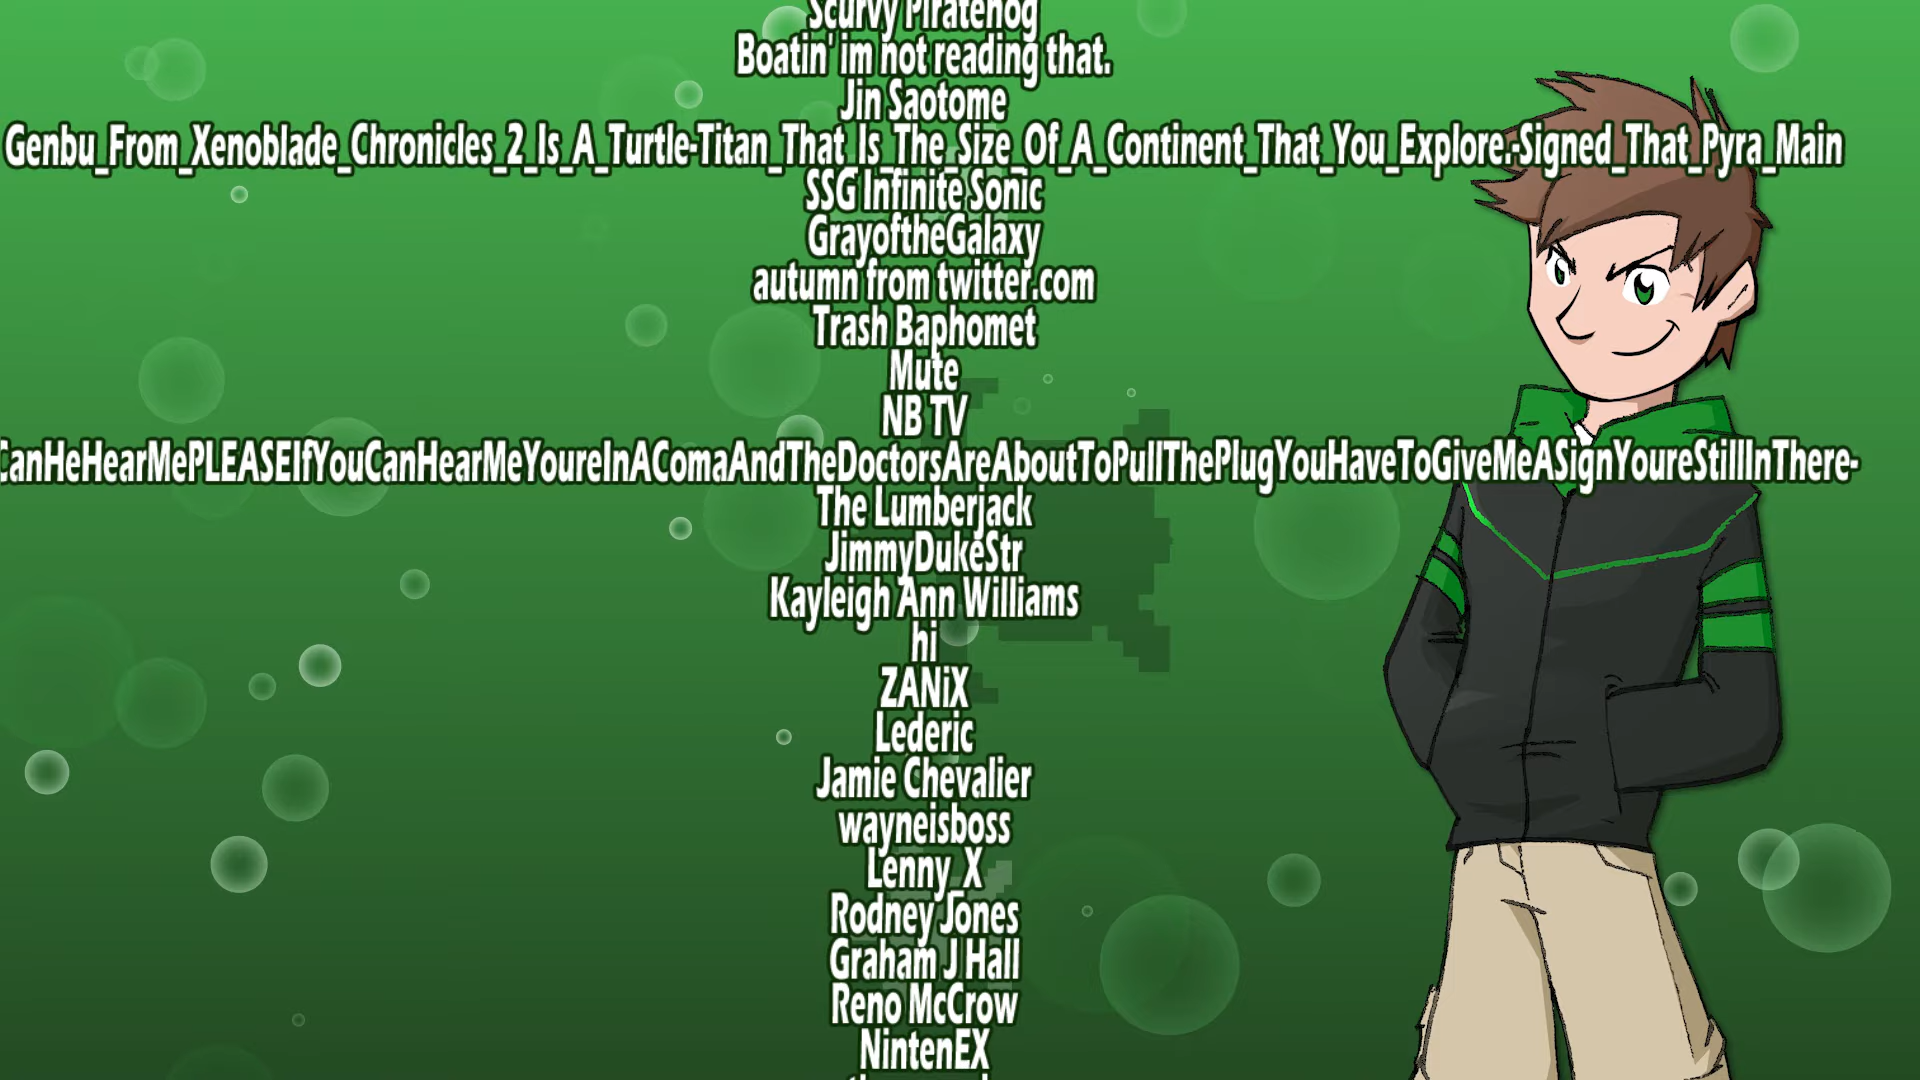 Scurvy Piratehog
Boatin' im not reading that.
Jin Saotome
Genbu_From_Xenoblade_Chronicles_2_Is_A_Turtle-Titan_That_Is_The_Size_Of_A_Continent_That_You_Explore.-Signed_That_Pyra_Main
SSG Infinite Sonic
GrayoftheGalaxy
autumn from twitter.com
Trash Baphomet
Mute
NB TV
CanHeHearMePLEASEIfYouCanHearMeYoureInAComaAndTheDoctorsAreAboutToPullThePlugYouHaveToGiveMeASignYoureStillInThere-
The Lumberjack
JimmyDukeStr
Kayleigh Ann Williams
hi
ZANiX
Lederic
Jamie Chevalier
wayneisboss
Lenny_X
Rodney Jones
Graham J Hall
Reno McCrow
NintenEX